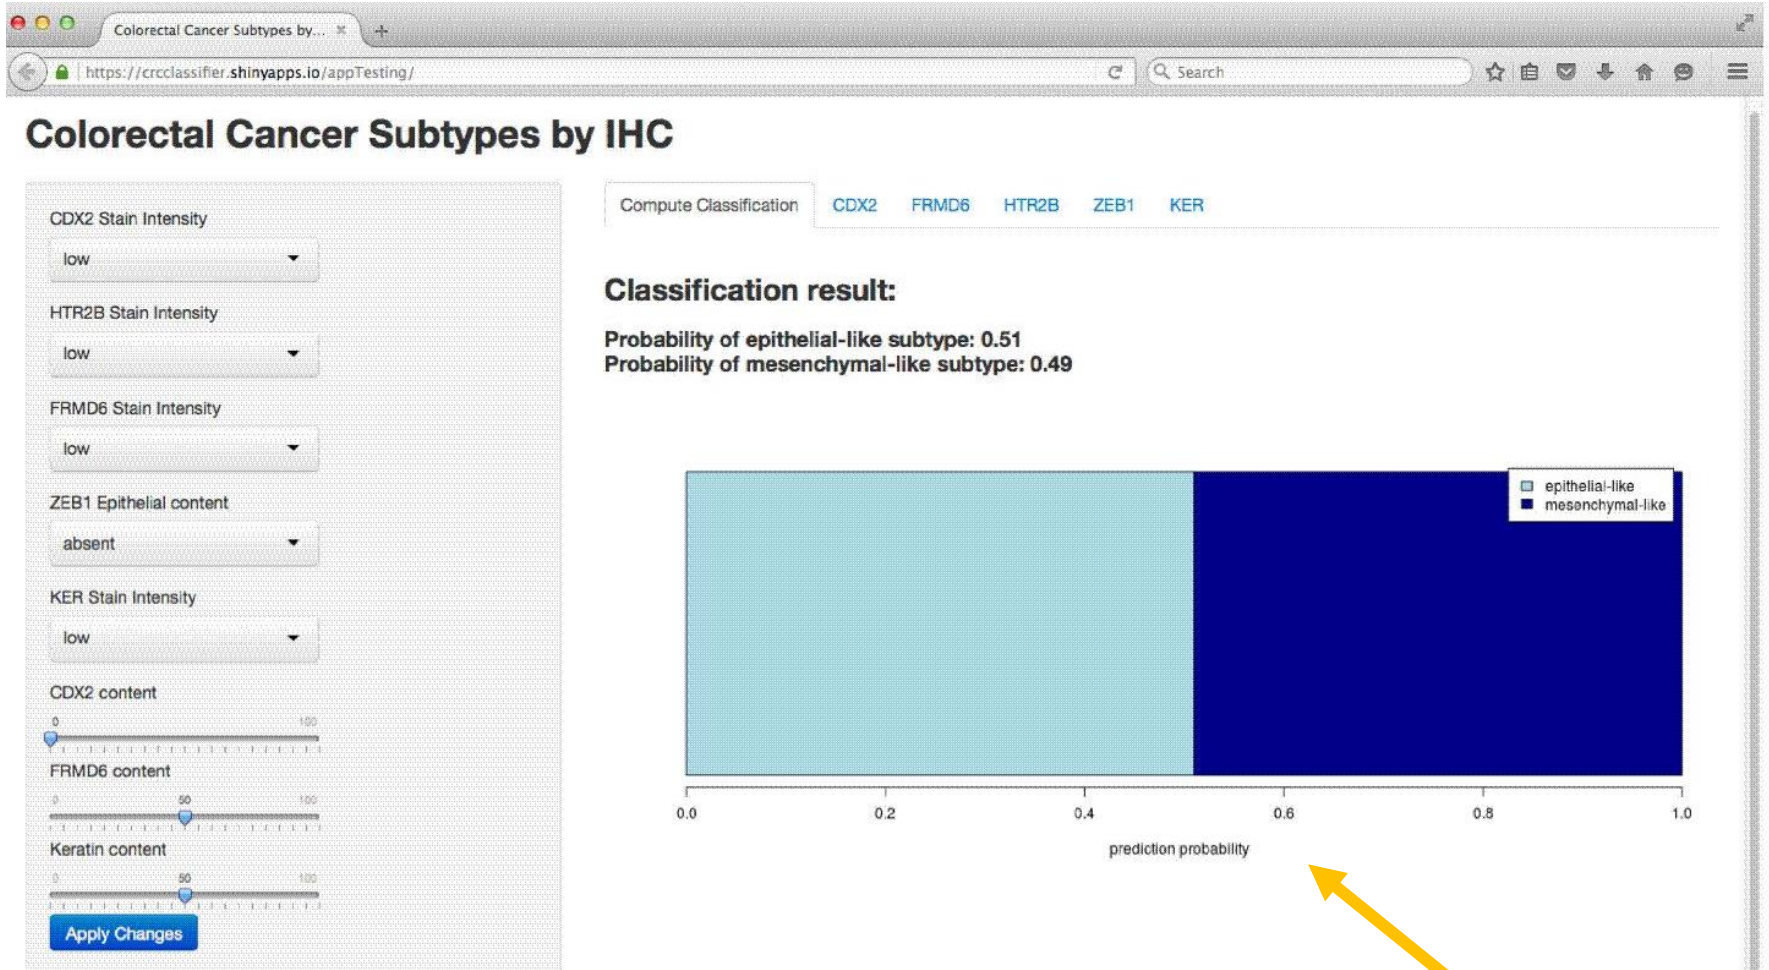 Colorectal Cancer Subtypes by...
https://crcclassifier.shinyapps.io/appTesting/
Search
Colorectal Cancer Subtypes by IHC
CDX2 Stain Intensity
low
HTR2B Stain Intensity
low
FRMD6 Stain Intensity
low
ZEB1 Epithelial content
absent
KER Stain Intensity
low
CDX2 content
0 100
FRMD6 content
0 50 100
Keratin content
0 50 100
Apply Changes
Compute Classification CDX2 FRMD6 HTR2B ZEB1 KER
Classification result:
Probability of epithelial-like subtype: 0.51
Probability of mesenchymal-like subtype: 0.49
epithelial-like
mesenchymal-like
0.0 0.2 0.4 0.6 0.8 1.0
prediction probability